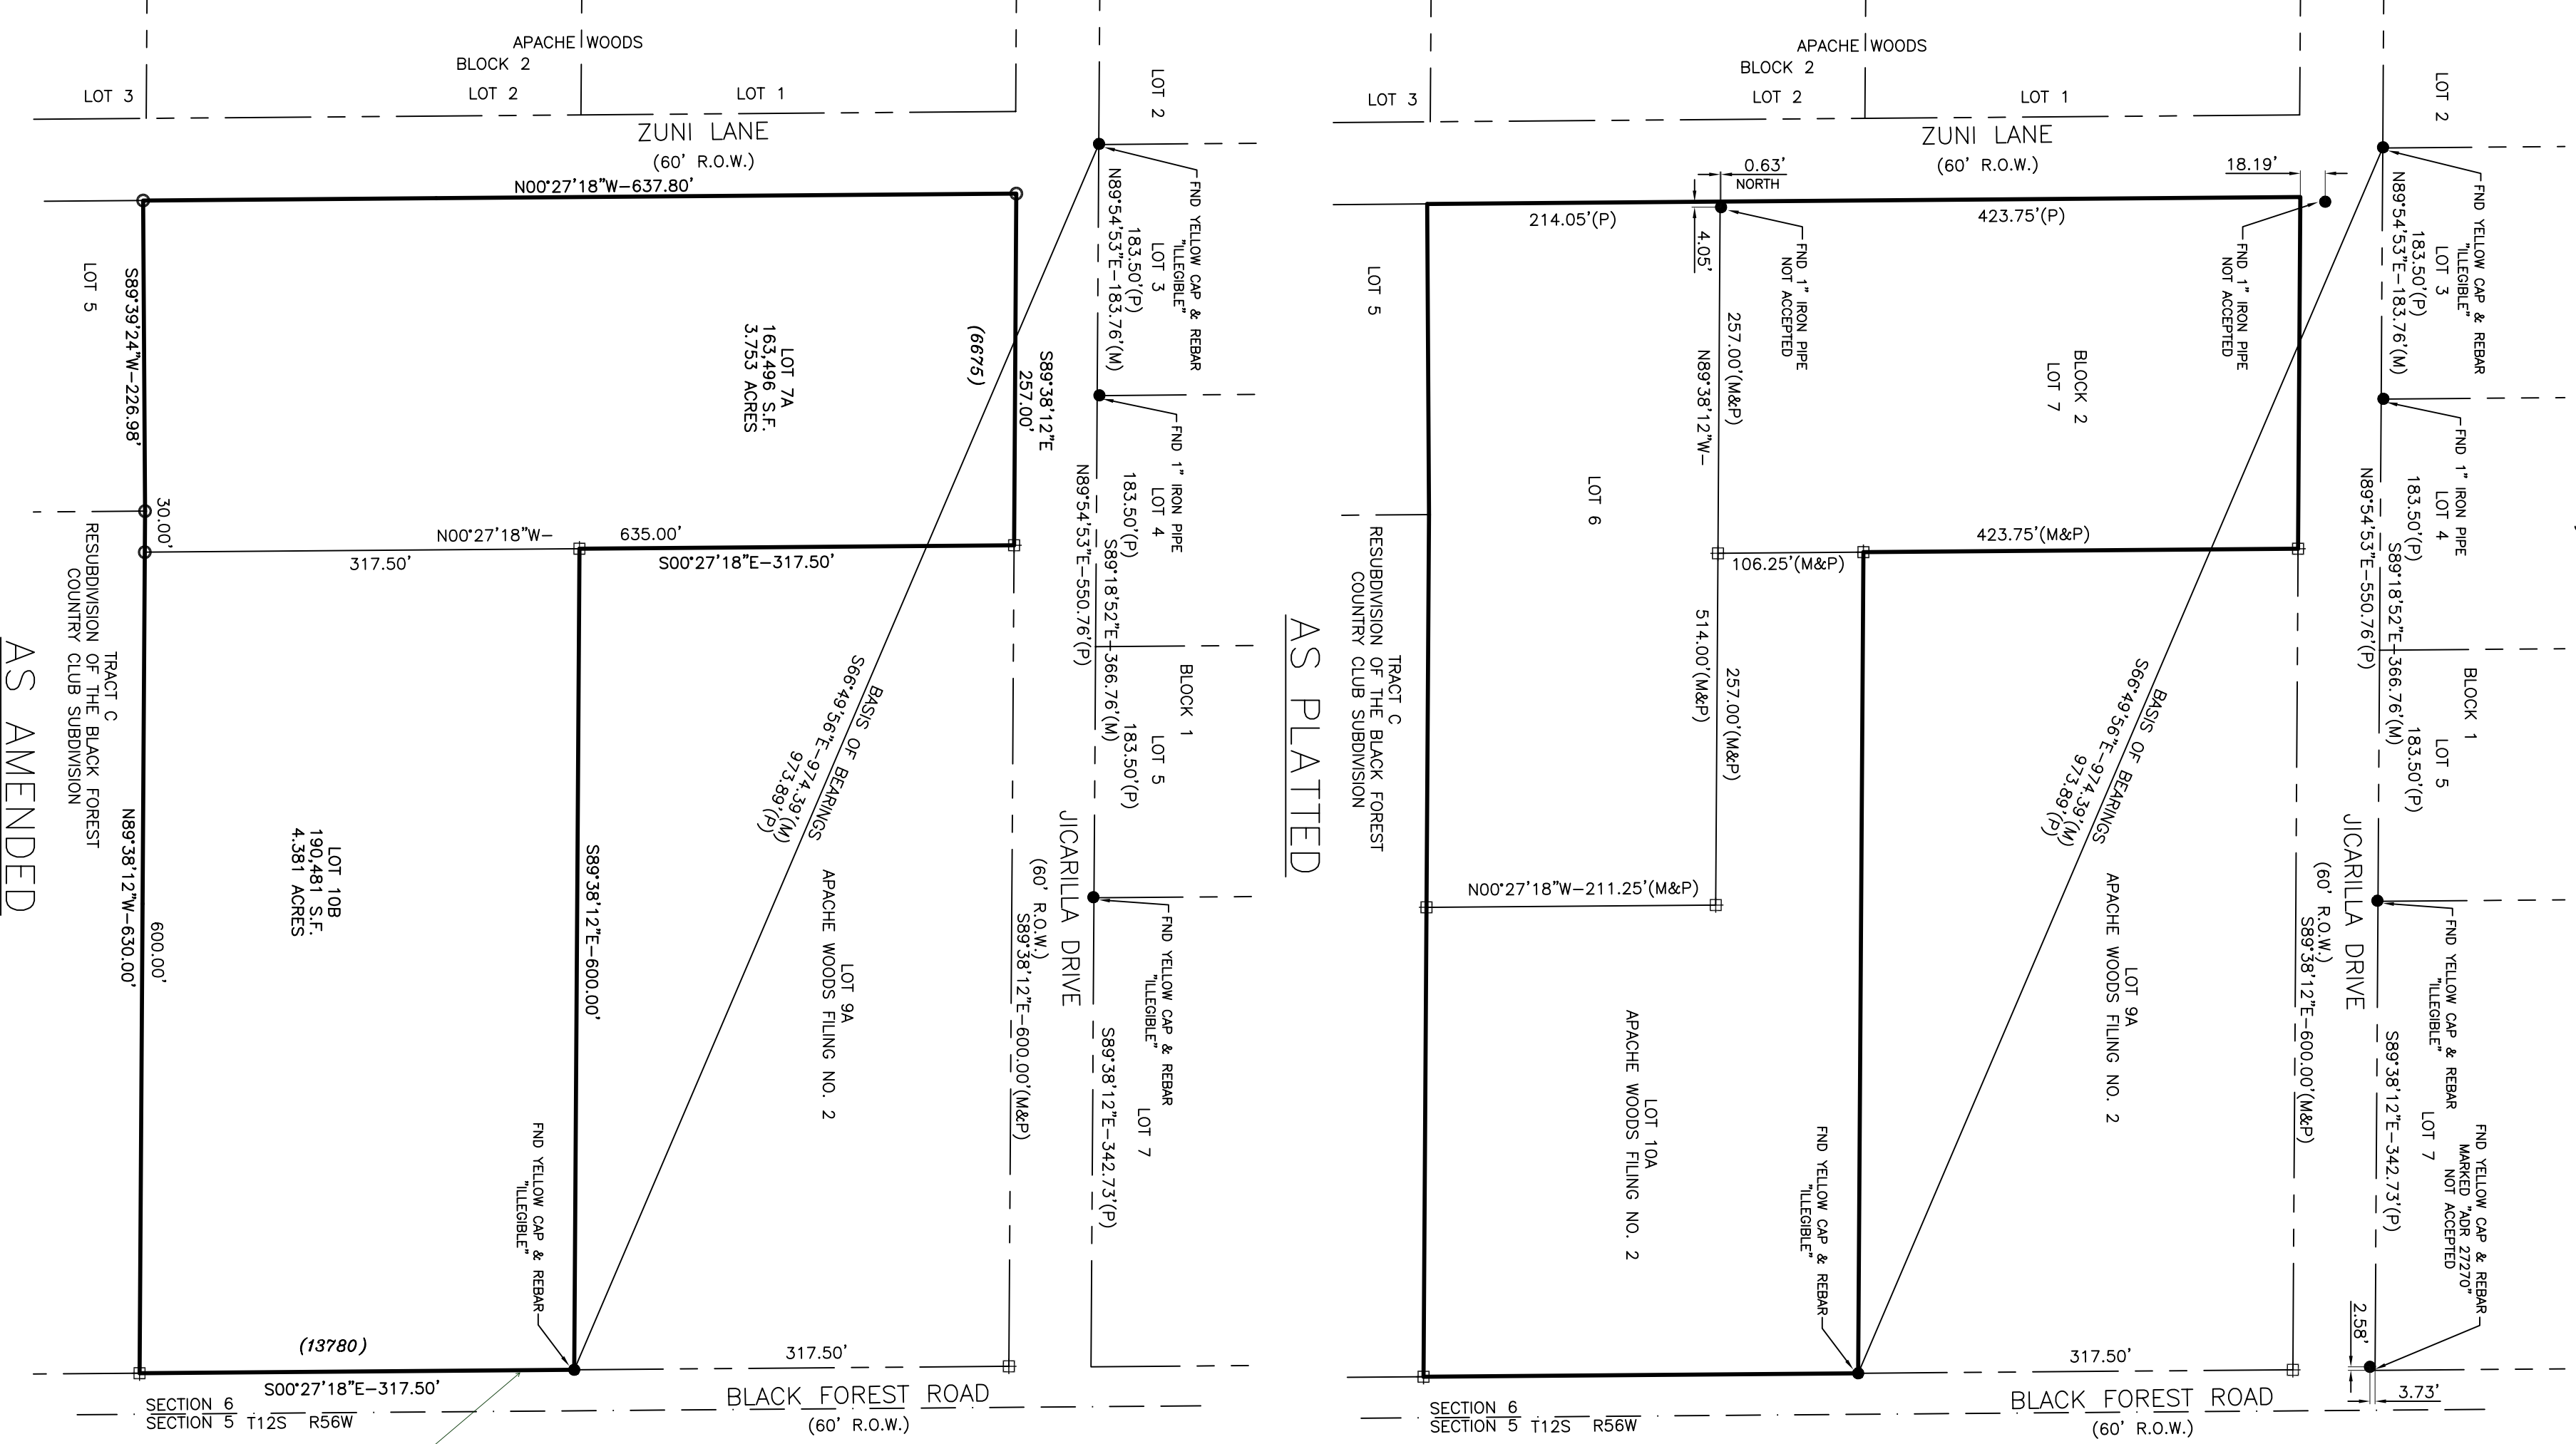 APACHE WOODS
BLOCK 2
LOT 3
LOT 2
LOT 1
LOT 2
ZUNI LANE
(60' R.O.W.)
N00°27'18"W-637.80'
FND YELLOW CAP & REBAR
"ILLEGIBLE"
LOT 3
183.50'(P)
N89°54'53"E-183.76'(M)
LOT 5
S89°39'24"W-226.98'
LOT 7A
163,496 S.F.
3.753 ACRES
(6675)
S89°38'12"E
257.00'
FND 1" IRON PIPE
LOT 4
183.50'(P)
S89°18'52"E-366.76'(M)
N89°54'53"E-550.76'(P)
30.00'
N00°27'18"W-
635.00'
317.50'
S00°27'18"E-317.50'
TRACT C
RESUBDIVISION OF THE BLACK FOREST
COUNTRY CLUB SUBDIVISION
AS AMENDED
BASIS OF BEARINGS
S66°49'56"E-974.39'(M)
973.89'(P)
BLOCK 1
LOT 5
183.50'(P)
JICARILLA DRIVE
(60' R.O.W.)
S89°38'12"E-600.00'(M&P)
N89°38'12"W-630.00'
600.00'
LOT 10B
190,481 S.F.
4.381 ACRES
S89°38'12"E-600.00'
LOT 9A
APACHE WOODS FILING NO. 2
FND YELLOW CAP & REBAR
"ILLEGIBLE"
LOT 7
S89°38'12"E-342.73'(P)
FND YELLOW CAP & REBAR
"ILLEGIBLE"
(13780)
S00°27'18"E-317.50'
317.50'
BLACK FOREST ROAD
(60' R.O.W.)
SECTION 6
SECTION 5 T12S R56W
APACHE WOODS
BLOCK 2
LOT 3
LOT 2
LOT 1
LOT 2
ZUNI LANE
(60' R.O.W.)
0.63'
NORTH
18.19'
214.05'(P)
4.05'
423.75'(P)
FND 1" IRON PIPE
NOT ACCEPTED
FND 1" IRON PIPE
NOT ACCEPTED
FND YELLOW CAP & REBAR
"ILLEGIBLE"
LOT 3
183.50'(P)
N89°54'53"E-183.76'(M)
LOT 5
257.00'(M&P)
N89°38'12"W-
BLOCK 2
LOT 7
LOT 6
FND 1" IRON PIPE
LOT 4
183.50'(P)
S89°18'52"E-366.76'(M)
N89°54'53"E-550.76'(P)
423.75'(M&P)
106.25'(M&P)
514.00'(M&P)
257.00'(M&P)
TRACT C
RESUBDIVISION OF THE BLACK FOREST
COUNTRY CLUB SUBDIVISION
AS PLATTED
BASIS OF BEARINGS
S66°49'56"E-974.39'(M)
973.89'(P)
BLOCK 1
LOT 5
183.50'(P)
JICARILLA DRIVE
(60' R.O.W.)
S89°38'12"E-600.00'(M&P)
N00°27'18"W-211.25'(M&P)
LOT 10A
APACHE WOODS FILING NO. 2
LOT 9A
APACHE WOODS FILING NO. 2
FND YELLOW CAP & REBAR
"ILLEGIBLE"
LOT 7
S89°38'12"E-342.73'(P)
FND YELLOW CAP & REBAR
MARKED "ADR 27270"
NOT ACCEPTED
FND YELLOW CAP & REBAR
"ILLEGIBLE"
2.58'
3.73'
317.50'
BLACK FOREST ROAD
(60' R.O.W.)
SECTION 6
SECTION 5 T12S R56W